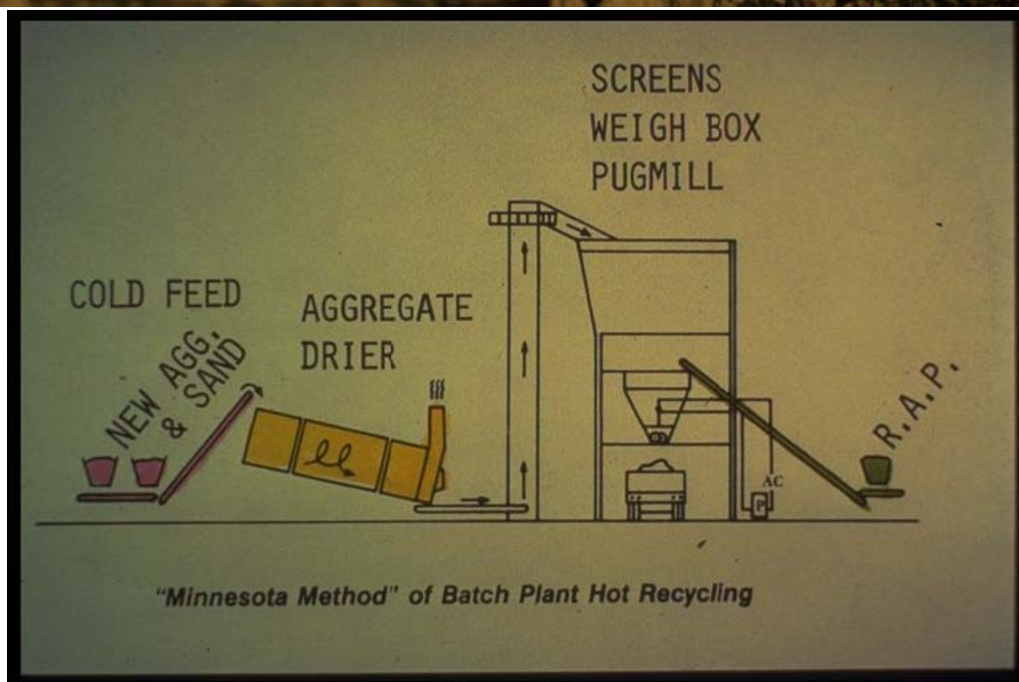 SCREENS
WEIGH BOX
PUGMILL
COLD FEED
NEW AGG.
& SAND
AGGREGATE
DRIER
R.A.P.
AC
P
"Minnesota Method" of Batch Plant Hot Recycling